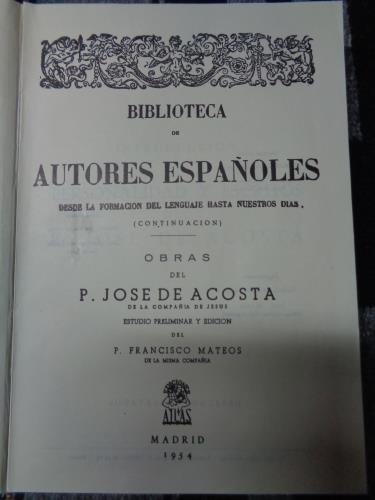 BIBLIOTECA
DE
AUTORES ESPAÑOLES
DESDE LA FORMACION DEL LENGUAJE HASTA NUESTROS DIAS.
(CONTINUACION)
OBRAS
DEL
P. JOSE DE ACOSTA
DE LA COMPAÑIA DE JESUS
ESTUDIO PRELIMINAR Y EDICION
DEL
P. FRANCISCO MATEOS
DE LA MISMA COMPAÑIA
ATLAS
MADRID
1954